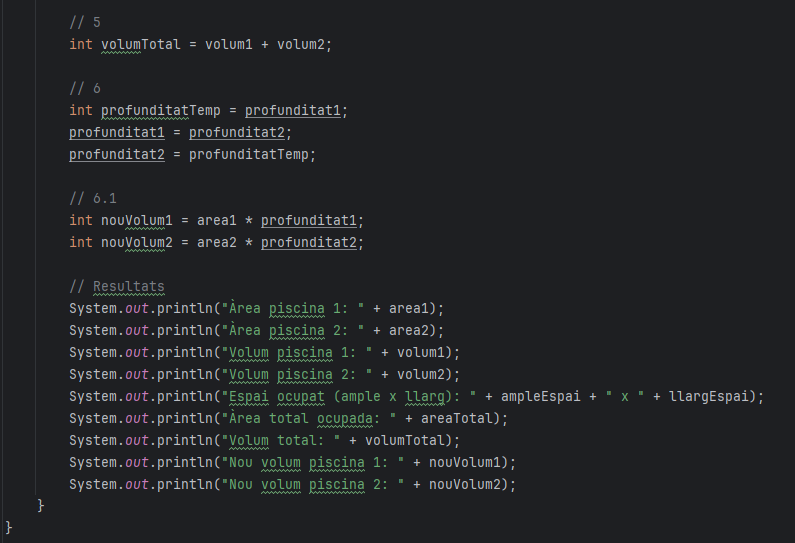 // 5
int volumTotal = volum1 + volum2;
// 6
int profunditatTemp = profunditat1;
profunditat1 = profunditat2;
profunditat2 = profunditatTemp;
// 6.1
int nouVolum1 = area1 * profunditat1;
int nouVolum2 = area2 * profunditat2;
// Resultats
System.out.println("Àrea piscina 1: " + area1);
System.out.println("Àrea piscina 2: " + area2);
System.out.println("Volum piscina 1: " + volum1);
System.out.println("Volum piscina 2: " + volum2);
System.out.println("Espai ocupat (ample x llarg): " + ampleEspai + " x " + llargEspai);
System.out.println("Àrea total ocupada: " + areaTotal);
System.out.println("Volum total: " + volumTotal);
System.out.println("Nou volum piscina 1: " + nouVolum1);
System.out.println("Nou volum piscina 2: " + nouVolum2);
}
}